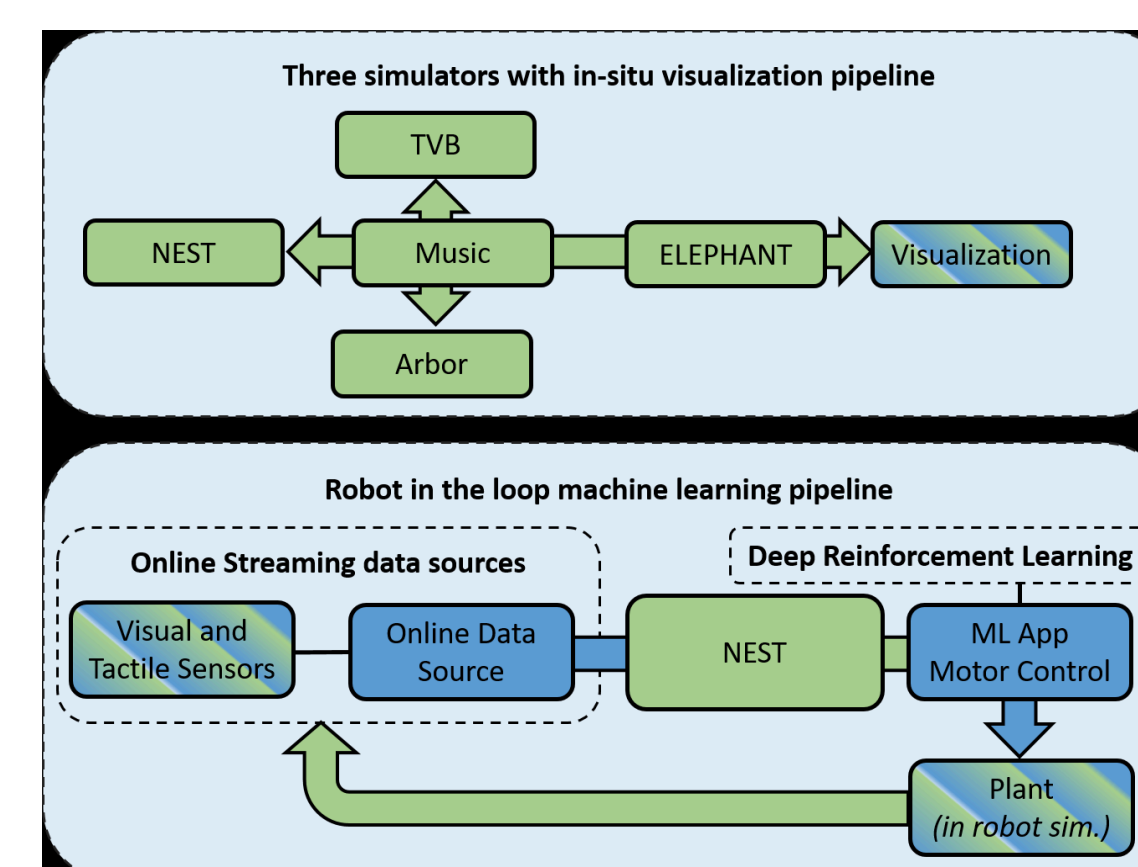 Three simulators with in-situ visualization pipeline
TVB
NEST
Music
ELEPHANT
Visualization
Arbor
Robot in the loop machine learning pipeline
Online Streaming data sources
Deep Reinforcement Learning
Visual and
Tactile Sensors
Online Data
Source
NEST
ML App
Motor Control
Plant
(in robot sim.)